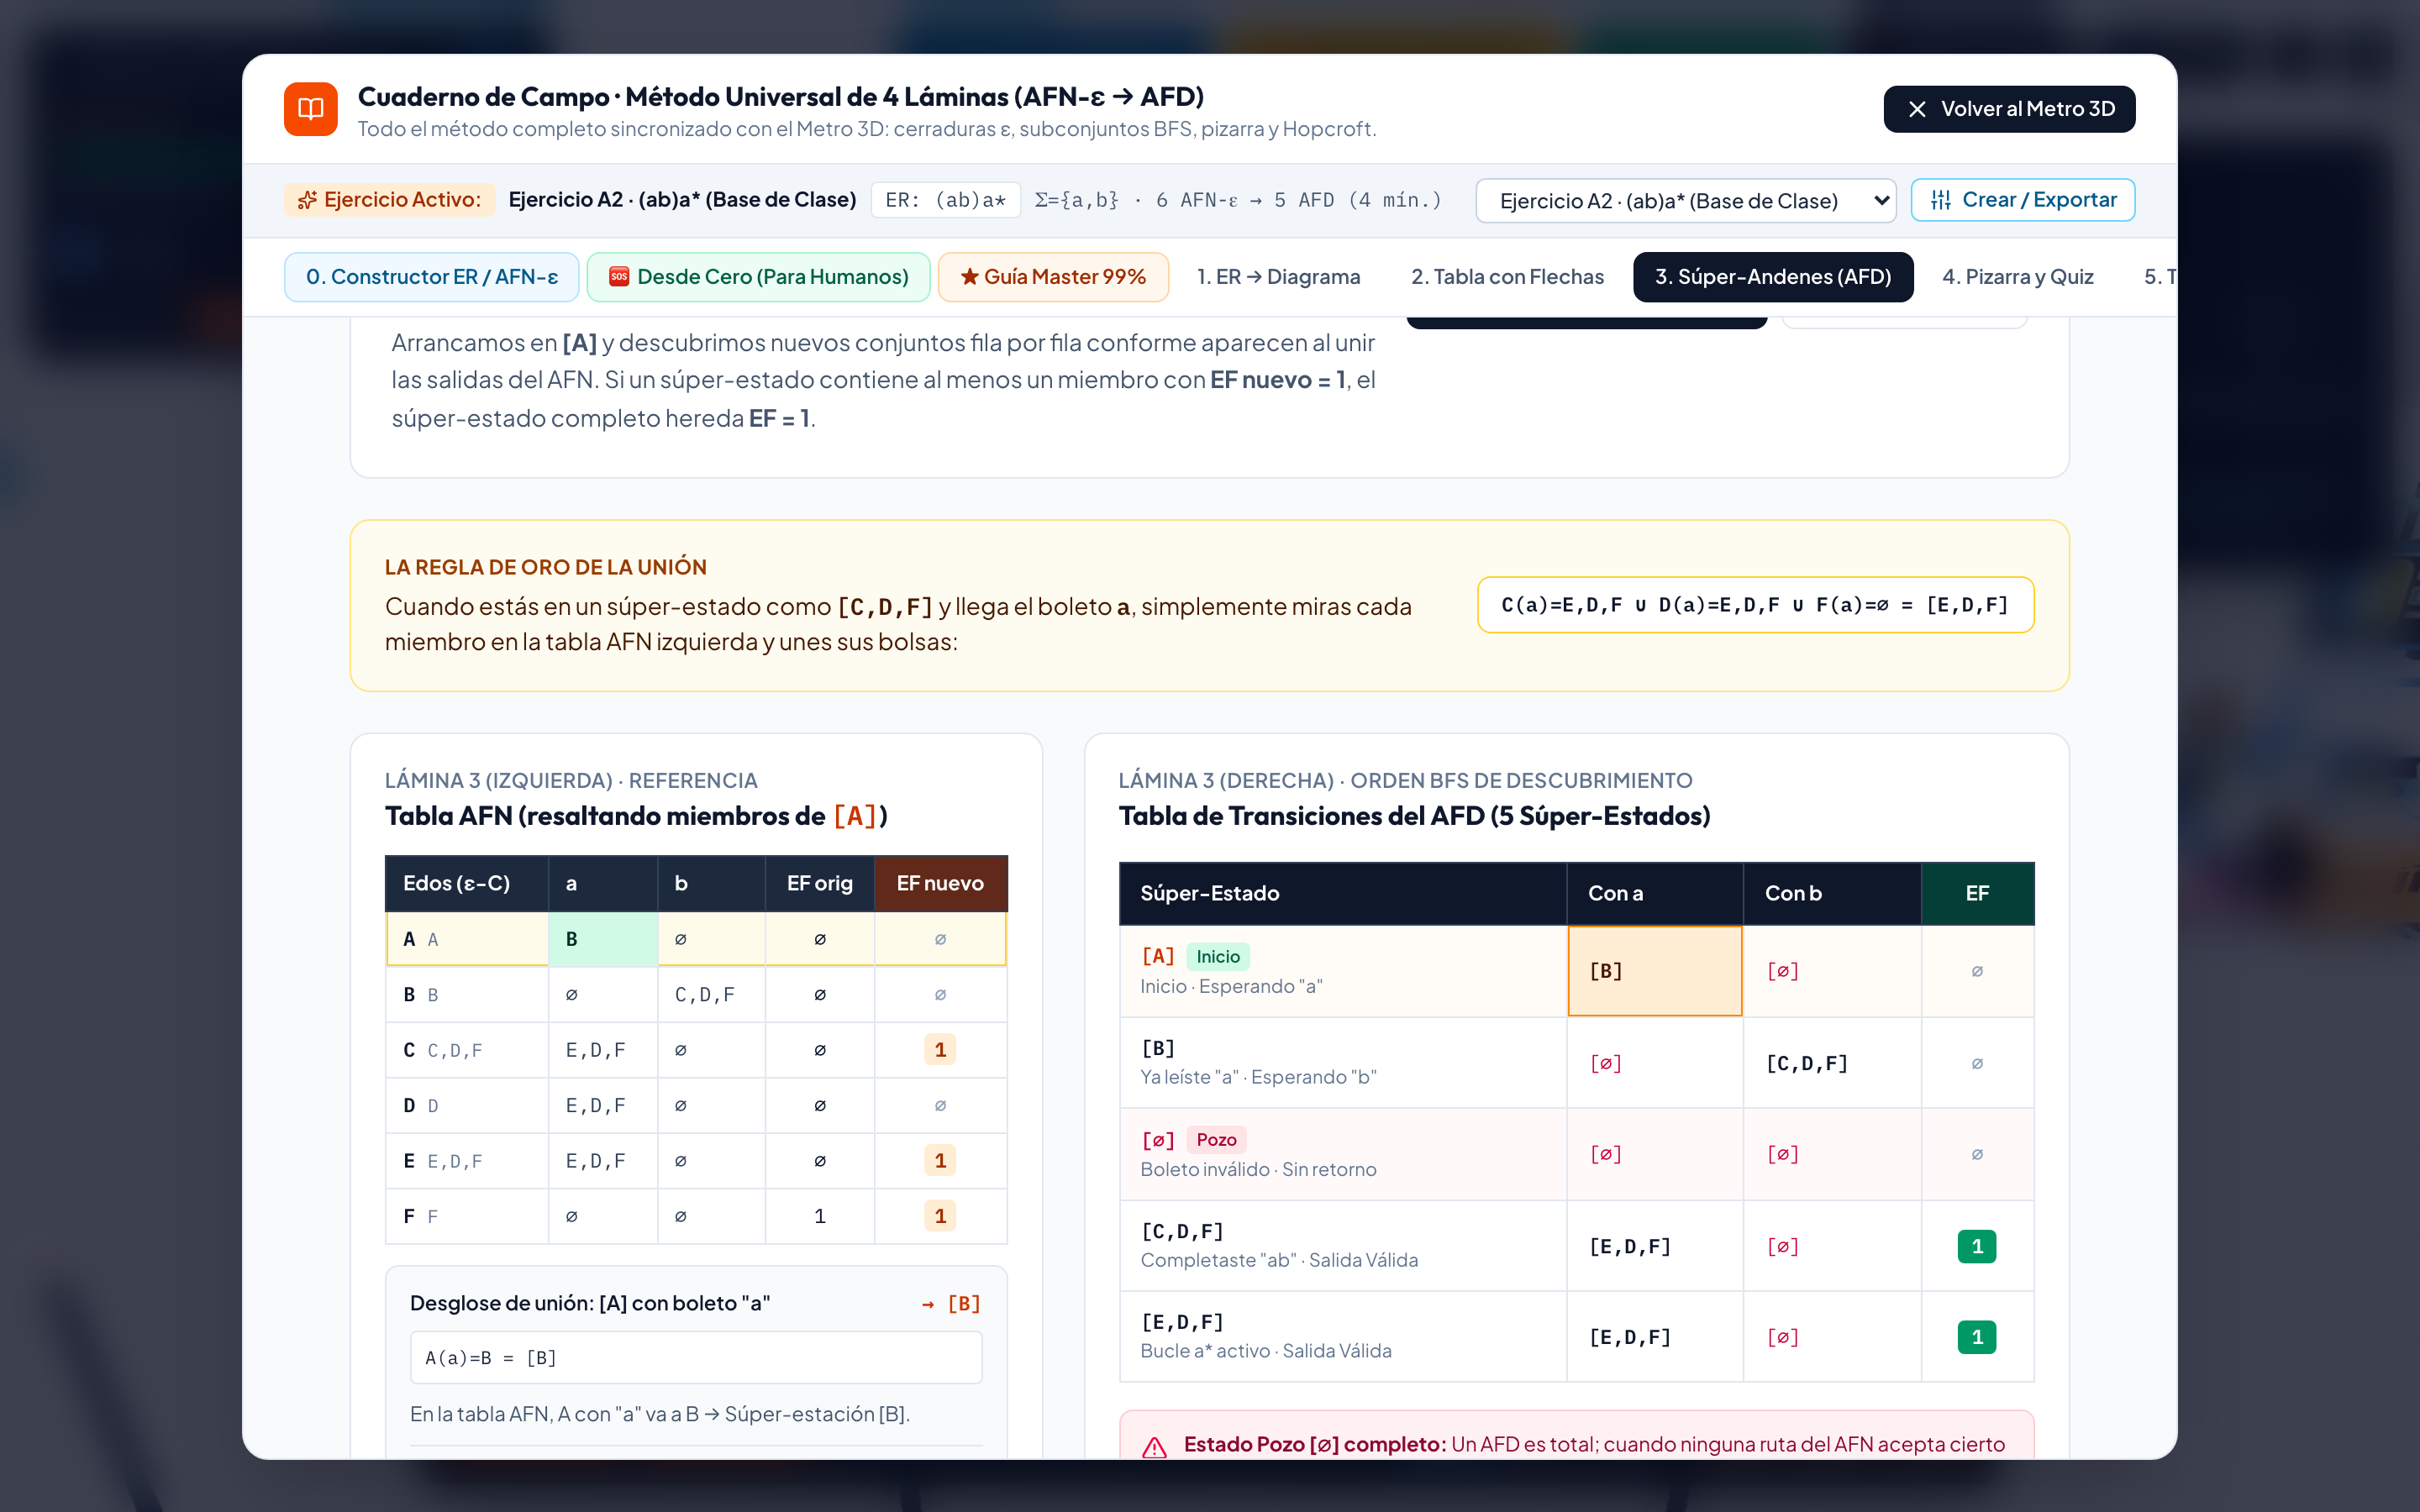 Cuaderno de Campo · Método Universal de 4 Láminas (AFN-ε → AFD)
Todo el método completo sincronizado con el Metro 3D: cerraduras ε, subconjuntos BFS, pizarra y Hopcroft.
Volver al Metro 3D
Ejercicio Activo: Ejercicio A2 · (ab)a* (Base de Clase) ER: (ab)a* Σ={a,b} · 6 AFN-ε → 5 AFD (4 mín.) Ejercicio A2 · (ab)a* (Base de Clase) Crear / Exportar
0. Constructor ER / AFN-ε 🆘 Desde Cero (Para Humanos) ★ Guía Master 99% 1. ER → Diagrama 2. Tabla con Flechas 3. Súper-Andenes (AFD) 4. Pizarra y Quiz 5. T
Arrancamos en [A] y descubrimos nuevos conjuntos fila por fila conforme aparecen al unir
las salidas del AFN. Si un súper-estado contiene al menos un miembro con EF nuevo = 1, el
súper-estado completo hereda EF = 1.
LA REGLA DE ORO DE LA UNIÓN
Cuando estás en un súper-estado como [C,D,F] y llega el boleto a, simplemente miras cada
miembro en la tabla AFN izquierda y unes sus bolsas:
C(a)=E,D,F ∪ D(a)=E,D,F ∪ F(a)=∅ = [E,D,F]
LÁMINA 3 (IZQUIERDA) · REFERENCIA
Tabla AFN (resaltando miembros de [A])
Edos (ε-C) a b EF orig EF nuevo
A A B ∅ ∅ ∅
B B ∅ C,D,F ∅ ∅
C C,D,F E,D,F ∅ ∅ 1
D D E,D,F ∅ ∅ ∅
E E,D,F E,D,F ∅ ∅ 1
F F ∅ ∅ 1 1
Desglose de unión: [A] con boleto "a" → [B]
A(a)=B = [B]
En la tabla AFN, A con "a" va a B → Súper-estación [B].
LÁMINA 3 (DERECHA) · ORDEN BFS DE DESCUBRIMIENTO
Tabla de Transiciones del AFD (5 Súper-Estados)
Súper-Estado Con a Con b EF
[A] Inicio [B] [∅] ∅
Inicio · Esperando "a"
[B] [∅] [C,D,F] ∅
Ya leíste "a" · Esperando "b"
[∅] Pozo [∅] [∅] ∅
Boleto inválido · Sin retorno
[C,D,F] [E,D,F] [∅] 1
Completaste "ab" · Salida Válida
[E,D,F] [E,D,F] [∅] 1
Bucle a* activo · Salida Válida
Estado Pozo [∅] completo: Un AFD es total; cuando ninguna ruta del AFN acepta cierto